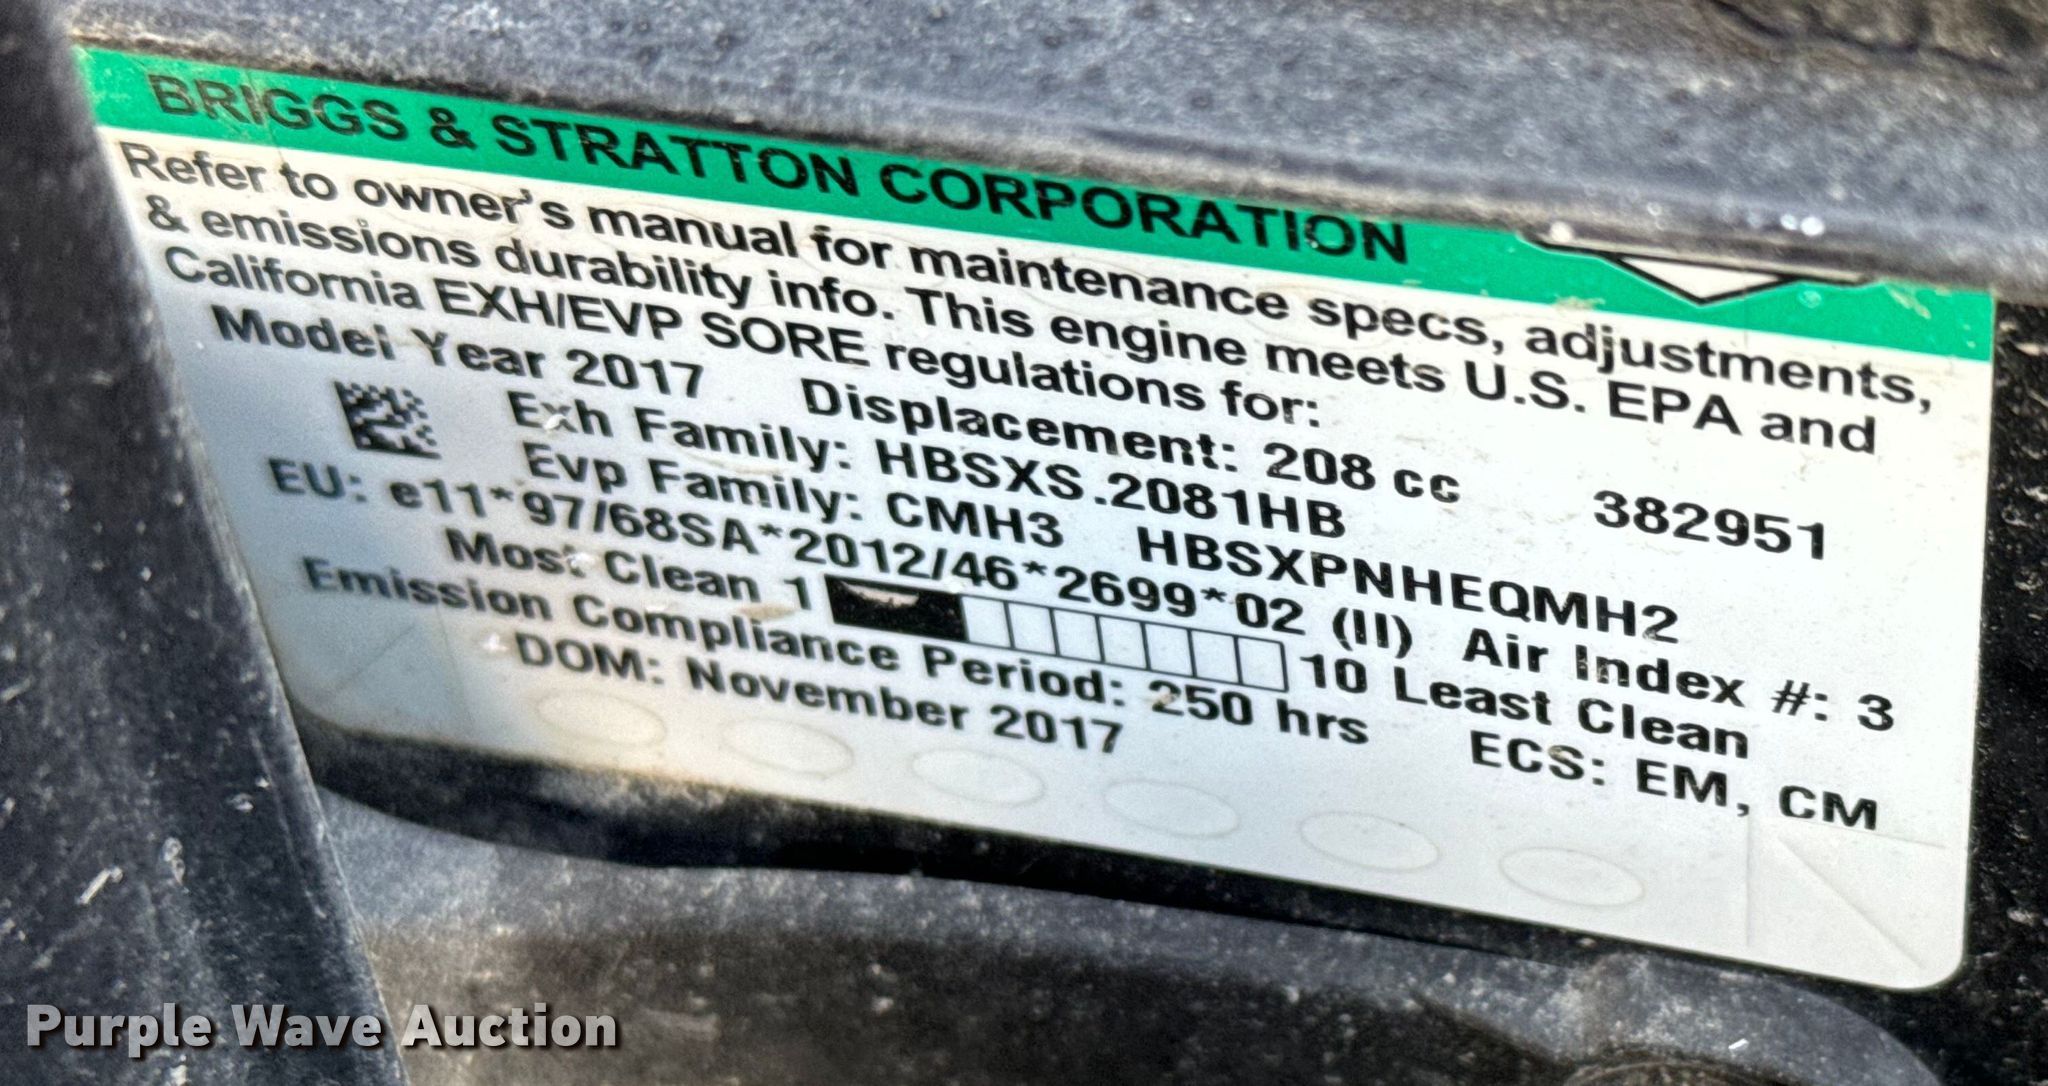 BRIGGS & STRATTON CORPORATION
Refer to owner's manual for maintenance specs, adjustments,
& emissions durability info. This engine meets U.S. EPA and
California EXH/EVP SORE regulations for:
Model Year 2017 Displacement: 208 cc 382951
Exh Family: HBSXS.2081HB
Evp Family: CMH3 HBSXPNHEQMH2
EU: e11*97/68SA*2012/46*2699*02 (II) Air Index #: 3
Most Clean 1 10 Least Clean
Emission Compliance Period: 250 hrs ECS: EM, CM
DOM: November 2017
Purple Wave Auction